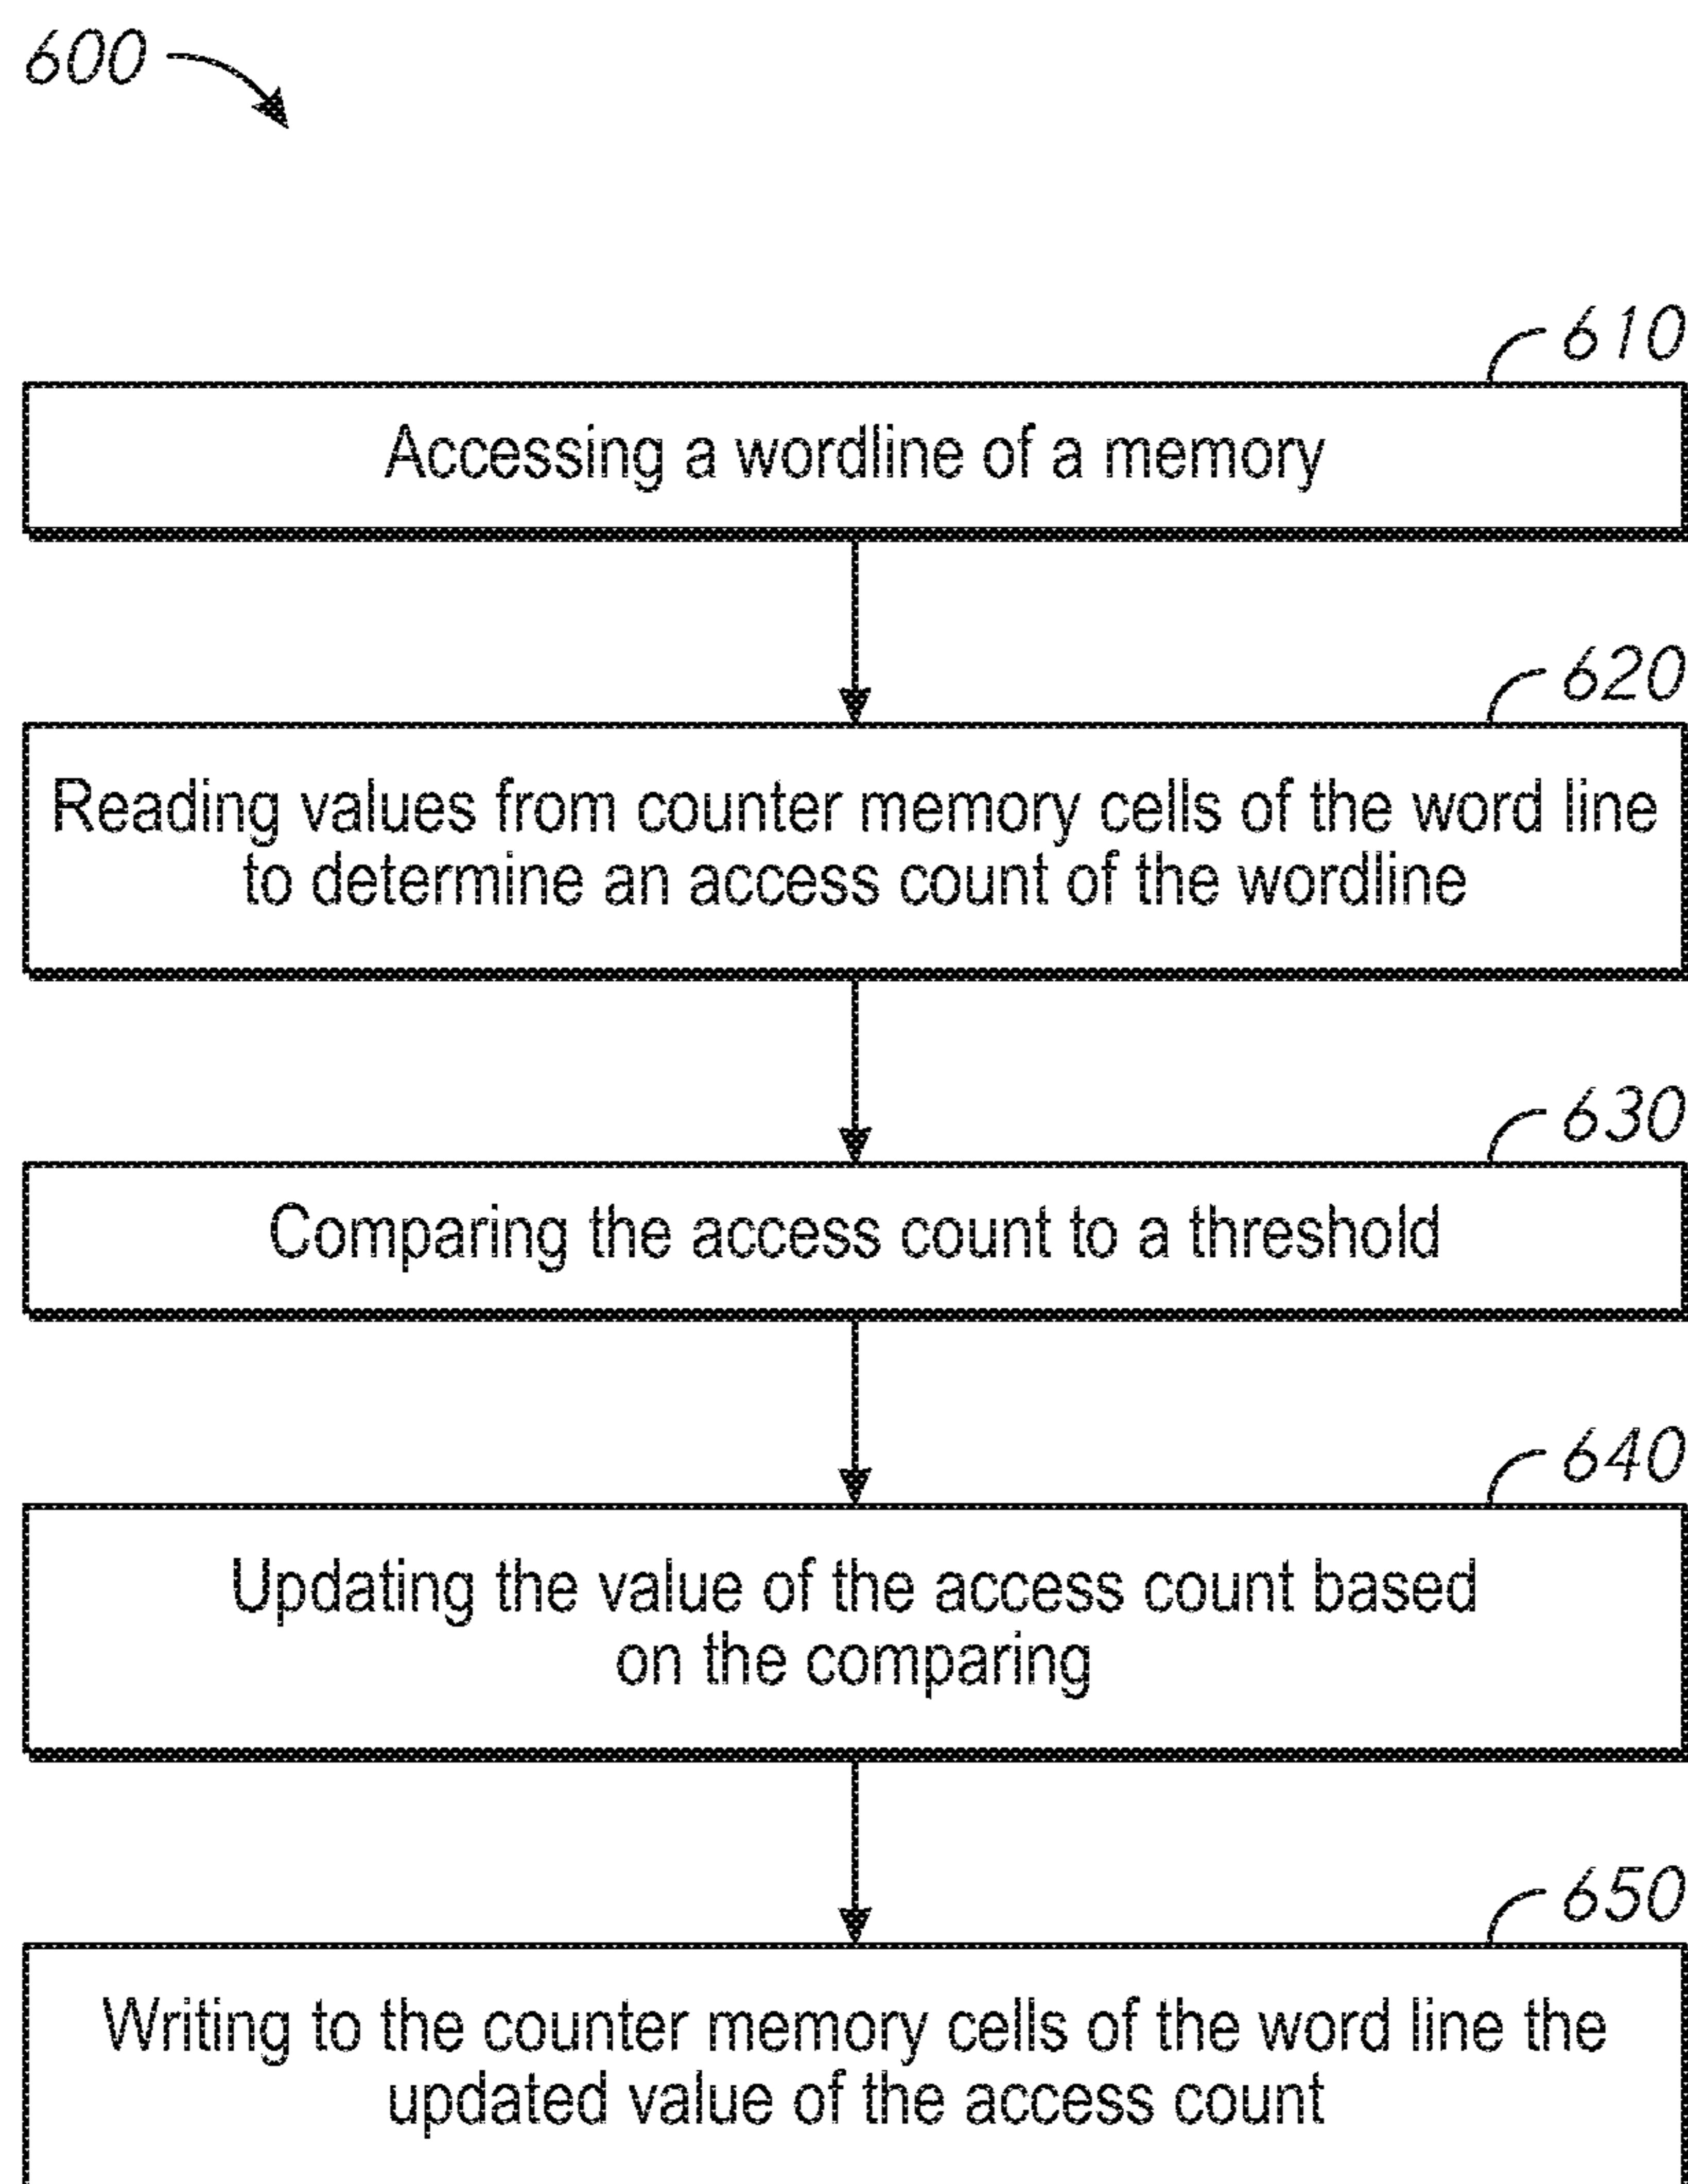 600
610
Accessing a wordline of a memory
620
Reading values from counter memory cells of the word line
to determine an access count of the wordline
630
Comparing the access count to a threshold
640
Updating the value of the access count based
on the comparing
650
Writing to the counter memory cells of the word line the
updated value of the access count